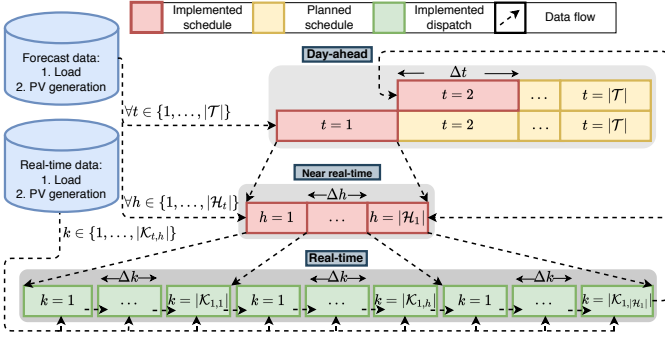 Implemented schedule
Planned schedule
Implemented dispatch
Data flow
Forecast data:
1. Load
2. PV generation
Day-ahead
Δt
t = 2 … t = |𝒯|
∀t ∈ {1, …, |𝒯|}
t = 1 t = 2 … t = |𝒯|
Real-time data:
1. Load
2. PV generation
Near real-time
∀h ∈ {1, …, |ℋ_t|}
Δh
h = 1 … h = |ℋ_1|
k ∈ {1, …, |𝒦_{t,h}|}
Real-time
Δk Δk Δk
k = 1 … k = |𝒦_{1,1}| k = 1 … k = |𝒦_{1,h}| k = 1 … k = |𝒦_{1,|ℋ_1|}|